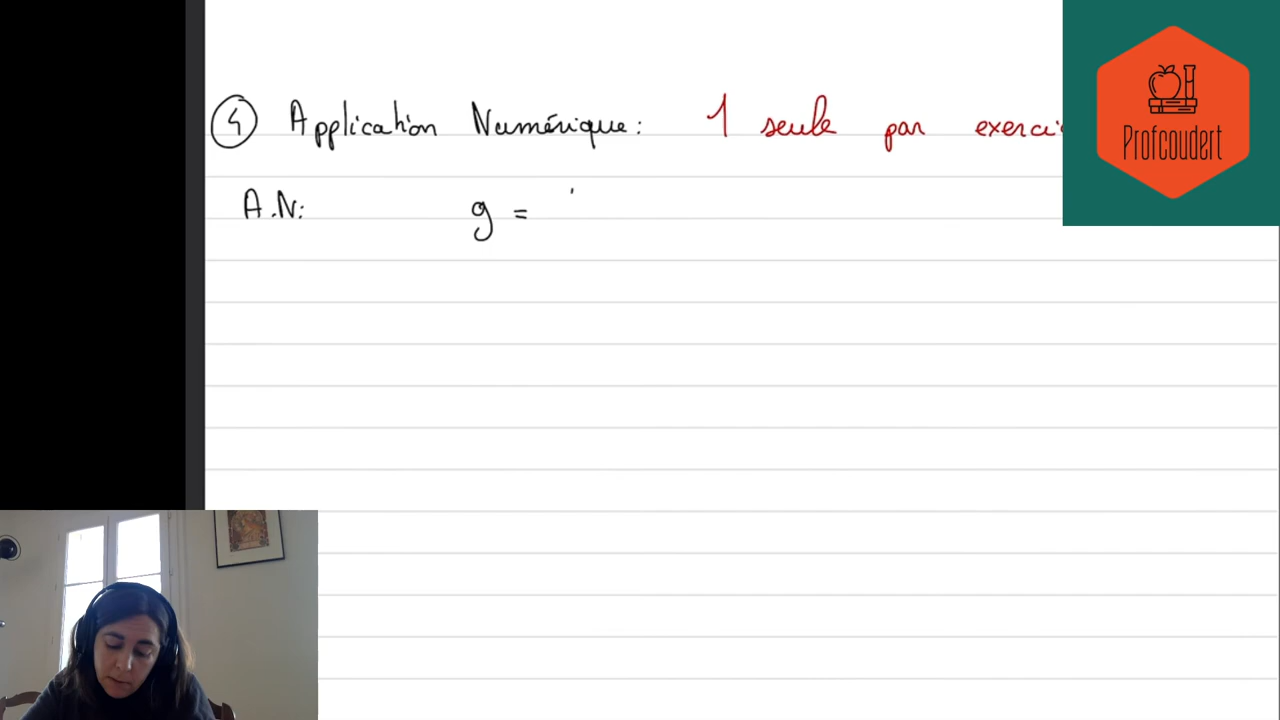 ④ Application Numérique: 1 seule par exerci
A.N: g =
Profcoudert